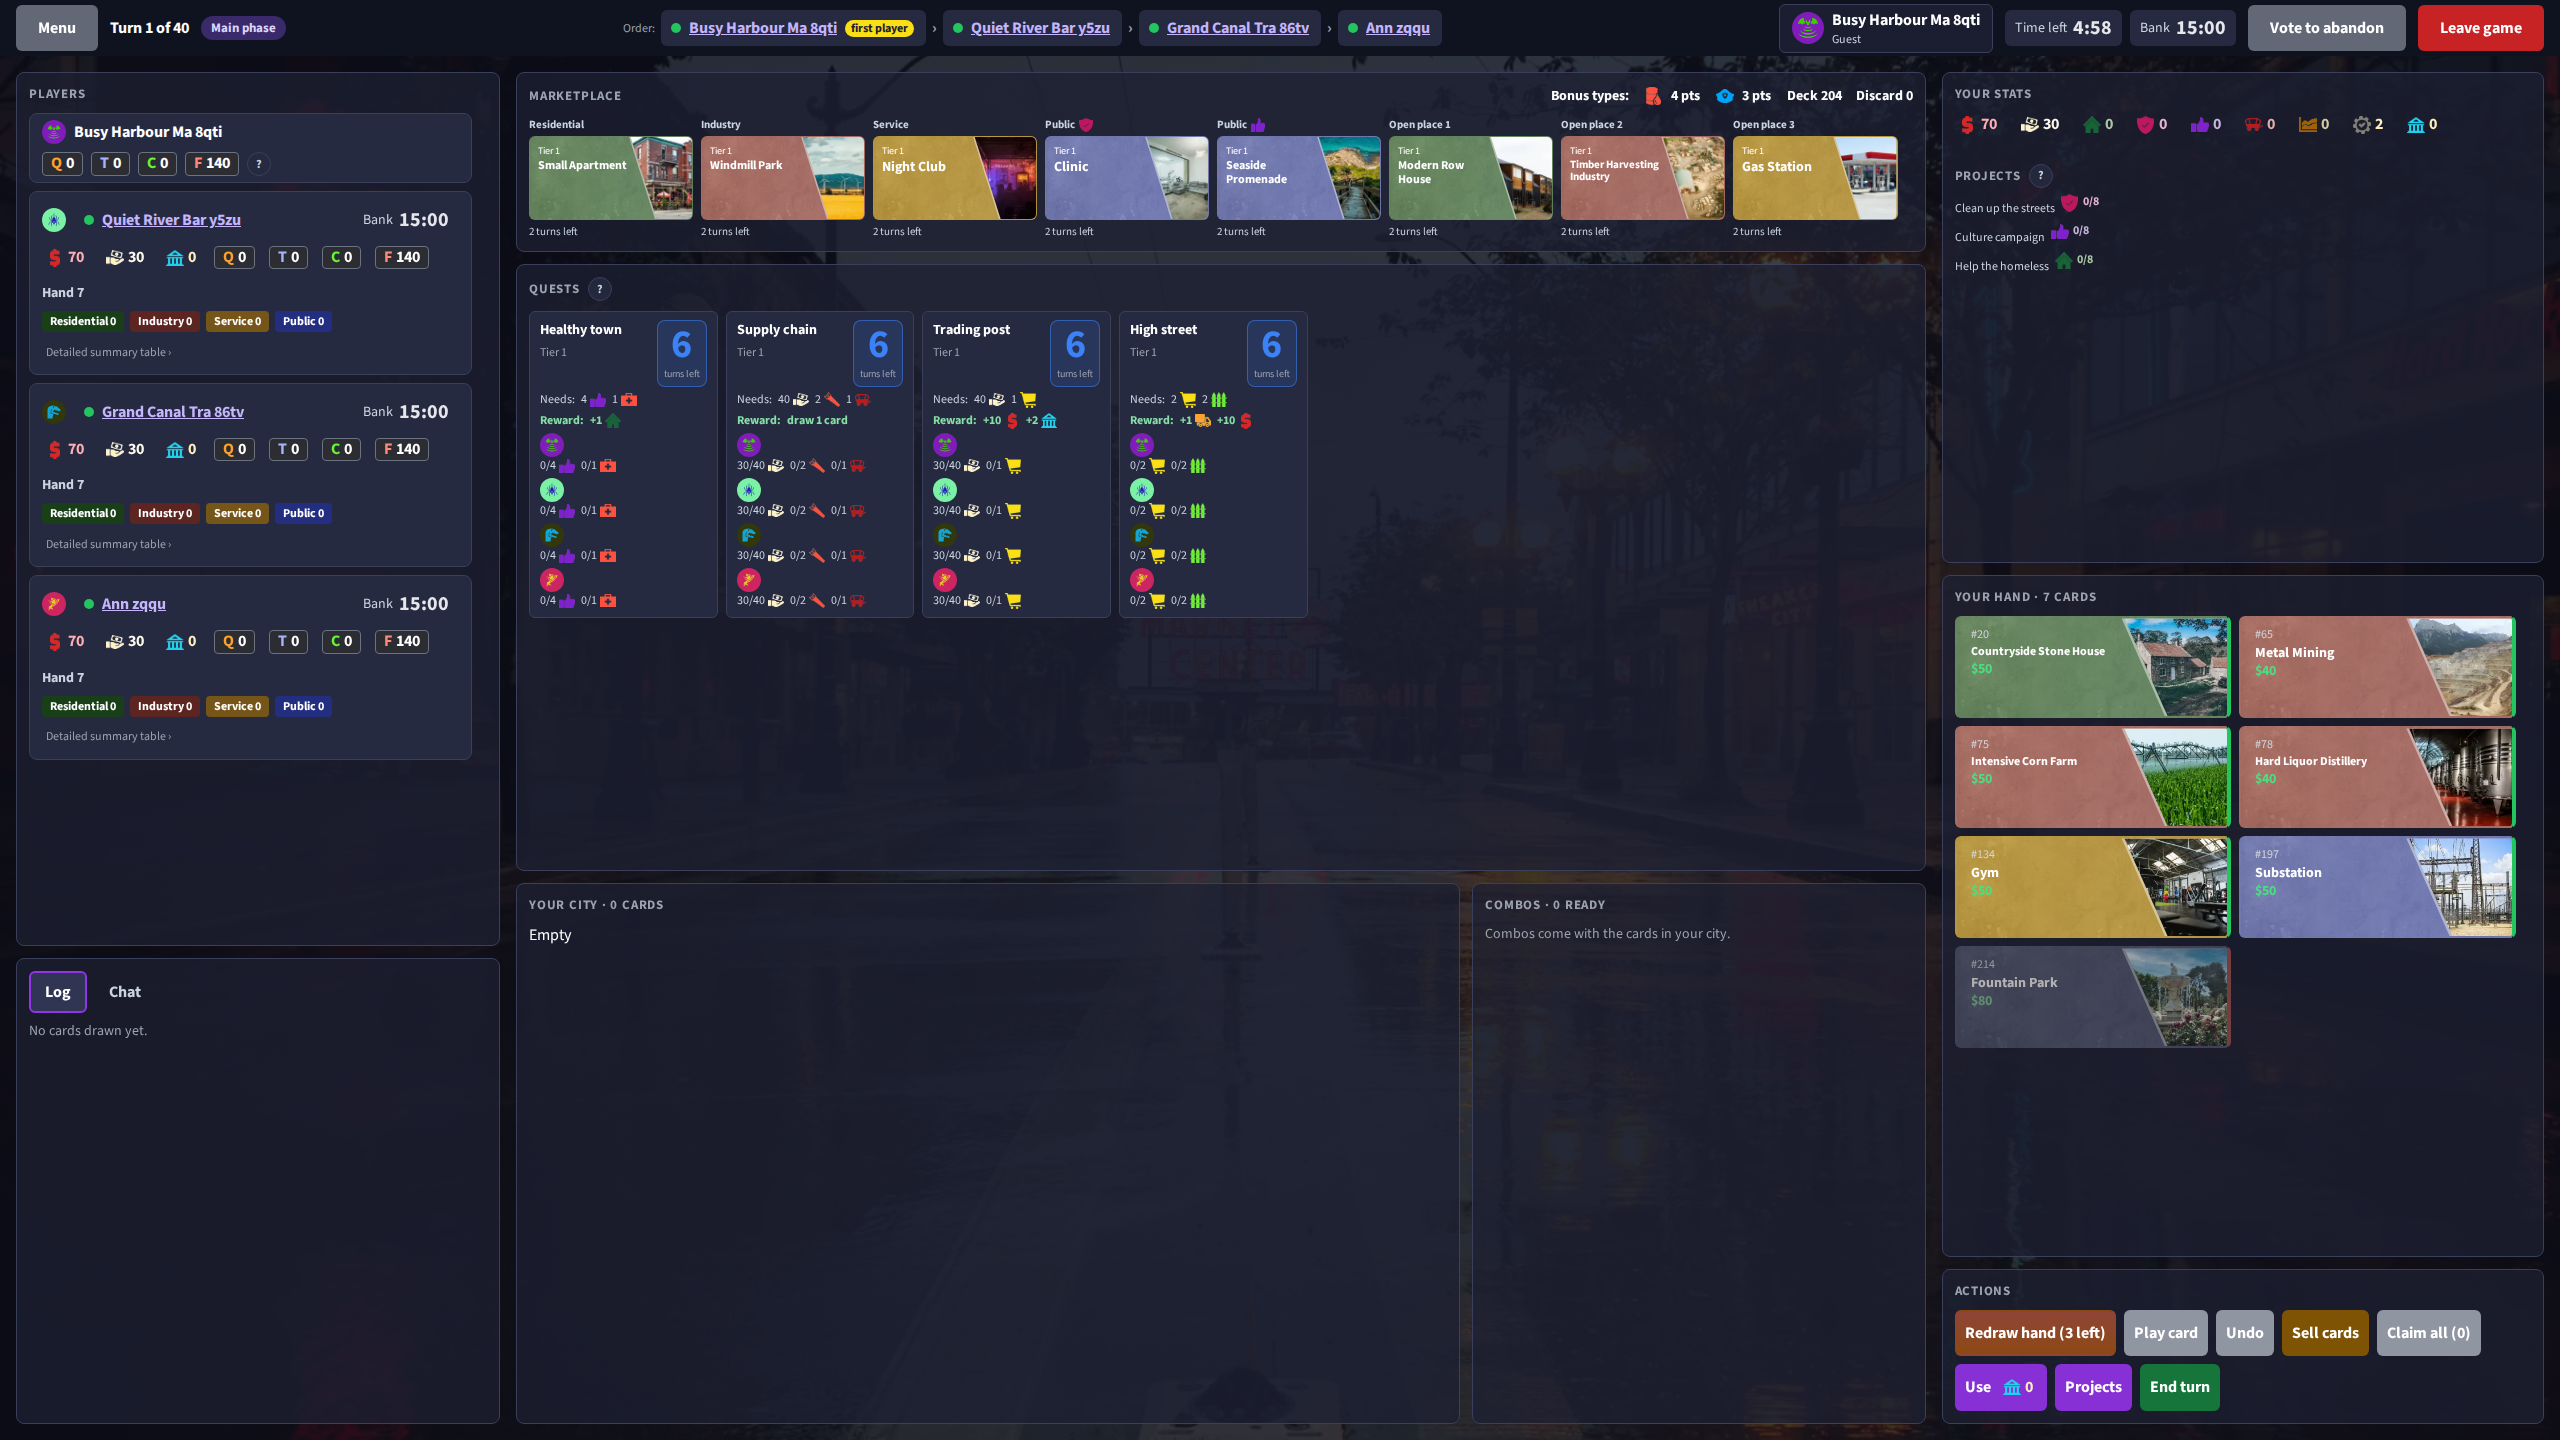 Menu
Turn 1 of 40
Main phase
Order:
Busy Harbour Ma 8qti first player › Quiet River Bar y5zu › Grand Canal Tra 86tv › Ann zqqu
Busy Harbour Ma 8qti
Guest
Time left 4:58
Bank 15:00
Vote to abandon
Leave game
PLAYERS
Busy Harbour Ma 8qti
Q 0 T 0 C 0 F 140 ?
Quiet River Bar y5zu
Bank 15:00
70 30 0 Q 0 T 0 C 0 F 140
Hand 7
Residential 0 Industry 0 Service 0 Public 0
Detailed summary table ›
Grand Canal Tra 86tv
Bank 15:00
70 30 0 Q 0 T 0 C 0 F 140
Hand 7
Residential 0 Industry 0 Service 0 Public 0
Detailed summary table ›
Ann zqqu
Bank 15:00
70 30 0 Q 0 T 0 C 0 F 140
Hand 7
Residential 0 Industry 0 Service 0 Public 0
Detailed summary table ›
Log
Chat
No cards drawn yet.
MARKETPLACE
Bonus types: 4 pts 3 pts Deck 204 Discard 0
Residential
Tier 1
Small Apartment
2 turns left
Industry
Tier 1
Windmill Park
2 turns left
Service
Tier 1
Night Club
2 turns left
Public
Tier 1
Clinic
2 turns left
Public
Tier 1
Seaside
Promenade
2 turns left
Open place 1
Tier 1
Modern Row
House
2 turns left
Open place 2
Tier 1
Timber Harvesting
Industry
2 turns left
Open place 3
Tier 1
Gas Station
2 turns left
QUESTS ?
Healthy town
Tier 1
6
turns left
Needs: 4 1
Reward: +1
0/4 0/1
0/4 0/1
0/4 0/1
0/4 0/1
Supply chain
Tier 1
6
turns left
Needs: 40 2 1
Reward: draw 1 card
30/40 0/2 0/1
30/40 0/2 0/1
30/40 0/2 0/1
30/40 0/2 0/1
Trading post
Tier 1
6
turns left
Needs: 40 1
Reward: +10 +2
30/40 0/1
30/40 0/1
30/40 0/1
30/40 0/1
High street
Tier 1
6
turns left
Needs: 2 2
Reward: +1 +10
0/2 0/2
0/2 0/2
0/2 0/2
0/2 0/2
YOUR CITY · 0 CARDS
Empty
COMBOS · 0 READY
Combos come with the cards in your city.
YOUR STATS
70 30 0 0 0 0 0 2 0
PROJECTS ?
Clean up the streets 0/8
Culture campaign 0/8
Help the homeless 0/8
YOUR HAND · 7 CARDS
#20
Countryside Stone House
$50
#65
Metal Mining
$40
#75
Intensive Corn Farm
$50
#78
Hard Liquor Distillery
$40
#134
Gym
$50
#197
Substation
$50
#214
Fountain Park
$80
ACTIONS
Redraw hand (3 left)
Play card
Undo
Sell cards
Claim all (0)
Use 0
Projects
End turn